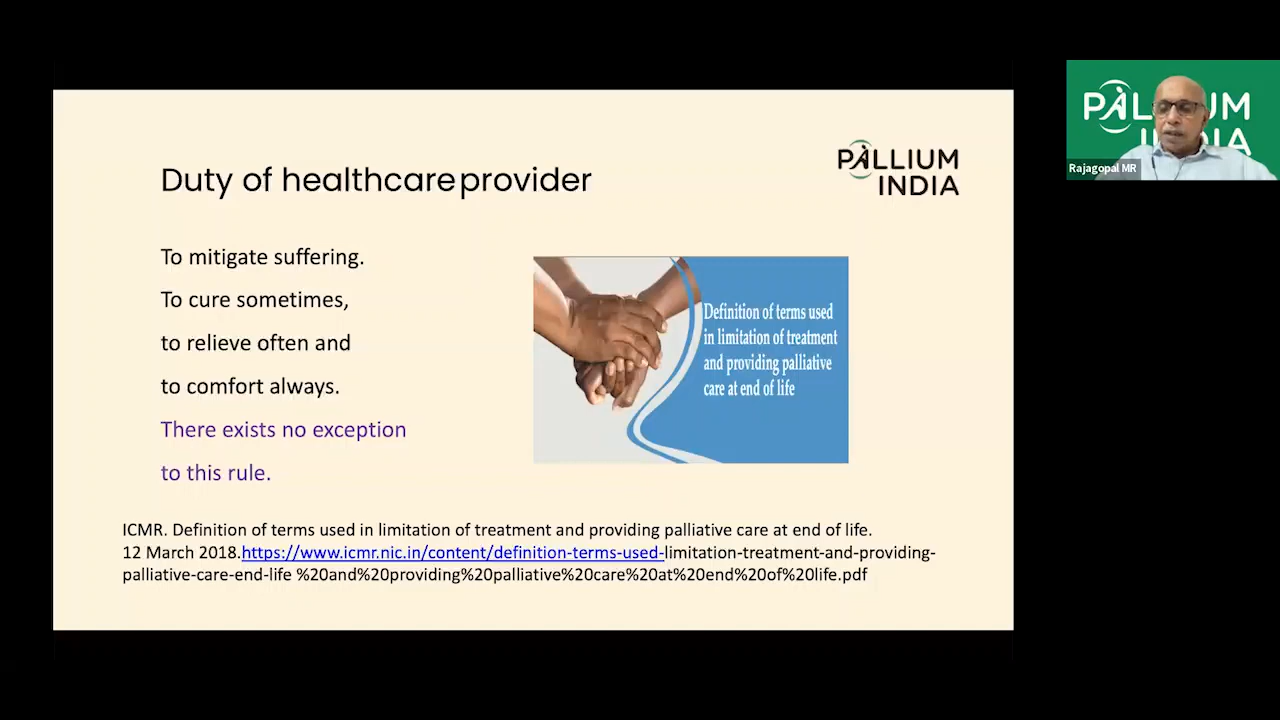 Duty of healthcare provider
PALLIUM
INDIA
To mitigate suffering.
To cure sometimes,
to relieve often and
to comfort always.
There exists no exception
to this rule.
Definition of terms used
in limitation of treatment
and providing palliative
care at end of life
ICMR. Definition of terms used in limitation of treatment and providing palliative care at end of life.
12 March 2018.https://www.icmr.nic.in/content/definition-terms-used-limitation-treatment-and-providing-
palliative-care-end-life %20and%20providing%20palliative%20care%20at%20end%20of%20life.pdf
PALLIUM
INDIA
Rajagopal MR